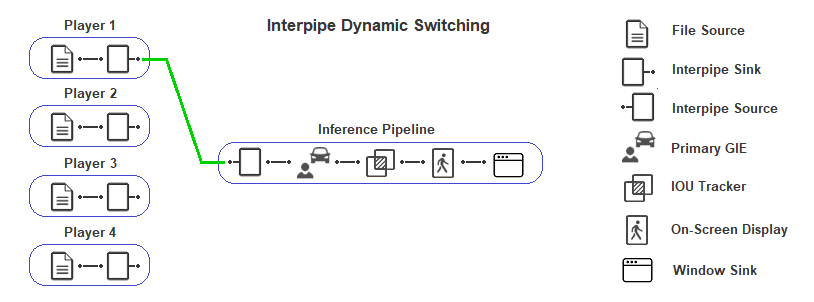 Interpipe Dynamic Switching
Player 1
Player 2
Player 3
Player 4
Inference Pipeline
File Source
Interpipe Sink
Interpipe Source
Primary GIE
IOU Tracker
On-Screen Display
Window Sink